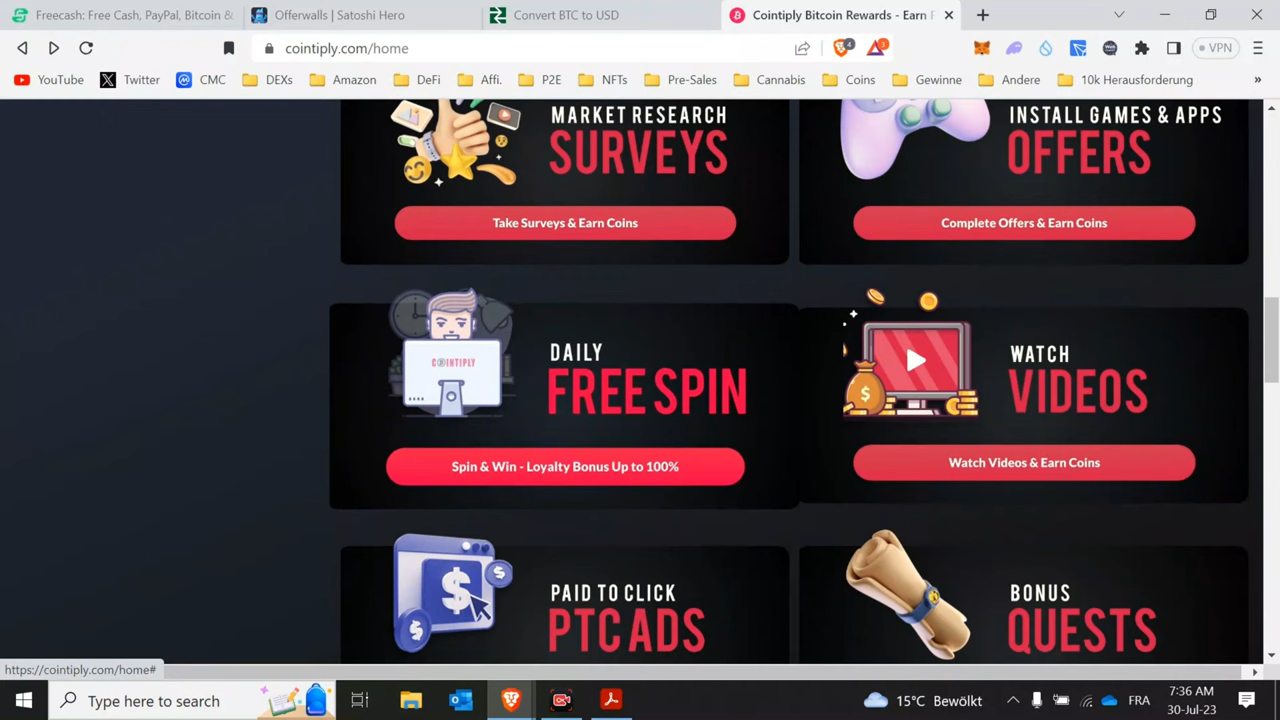 Freecash: Free Cash, PayPal, Bitcoin &
Offerwalls | Satoshi Hero
Convert BTC to USD
Cointiply Bitcoin Rewards - Earn F
cointiply.com/home
4
VPN
YouTube
Twitter
CMC
DEXs
Amazon
DeFi
Affi.
P2E
NFTs
Pre-Sales
Cannabis
Coins
Gewinne
Andere
10k Herausforderung
»
MARKET RESEARCH
SURVEYS
Take Surveys & Earn Coins
INSTALL GAMES & APPS
OFFERS
Complete Offers & Earn Coins
COINTIPLY
DAILY
FREE SPIN
Spin & Win - Loyalty Bonus Up to 100%
$
WATCH
VIDEOS
Watch Videos & Earn Coins
$
$
$
PAID TO CLICK
PTC ADS
BONUS
QUESTS
https://cointiply.com/home#
Type here to search
15°C Bewölkt
FRA
7:36 AM
30-Jul-23